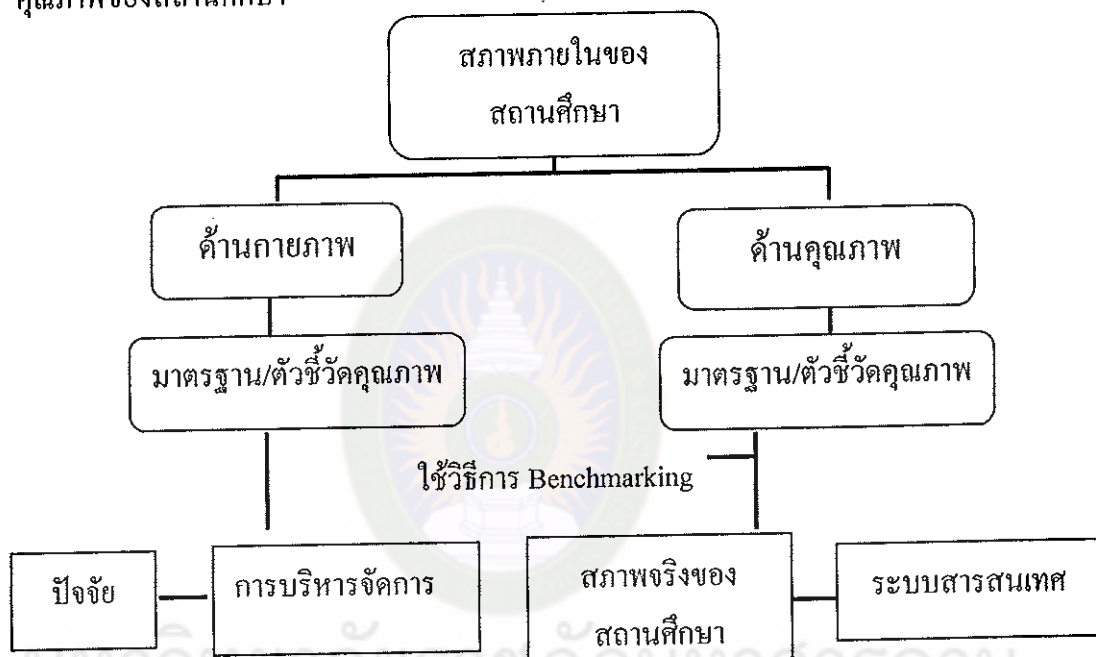 คุณภาพของสถานศึกษา
สภาพภายในของ
สถานศึกษา
ด้านกายภาพ
ด้านคุณภาพ
มาตรฐาน/ตัวชี้วัดคุณภาพ
มาตรฐาน/ตัวชี้วัดคุณภาพ
ใช้วิธีการ Benchmarking
ปัจจัย
การบริหารจัดการ
สภาพจริงของ
สถานศึกษา
ระบบสารสนเทศ